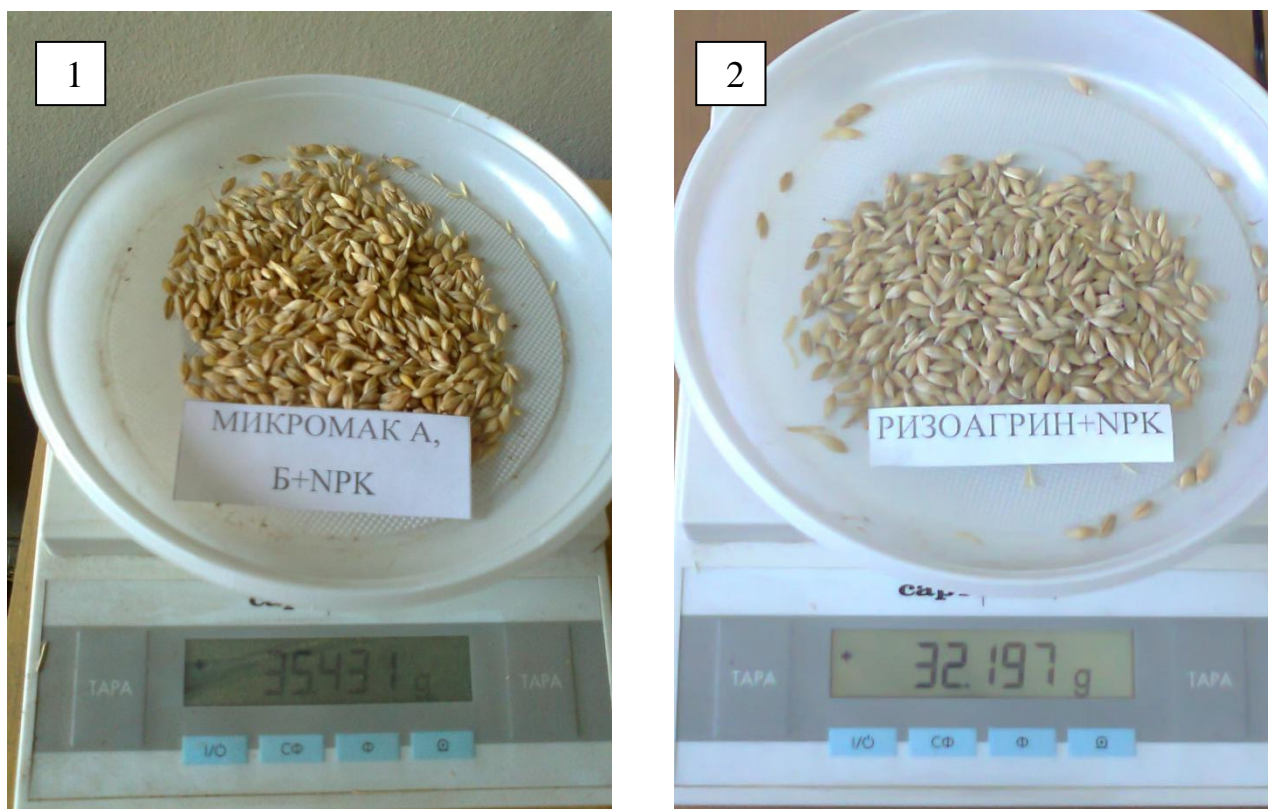 1
МИКРОМАК А,
Б+NPK
35.431 g
ТАРА
ТАРА
I/⏻ СФ Ф
2
РИЗОАГРИН+NPK
32.197 g
ТАРА
ТАРА
I/⏻ СФ Ф